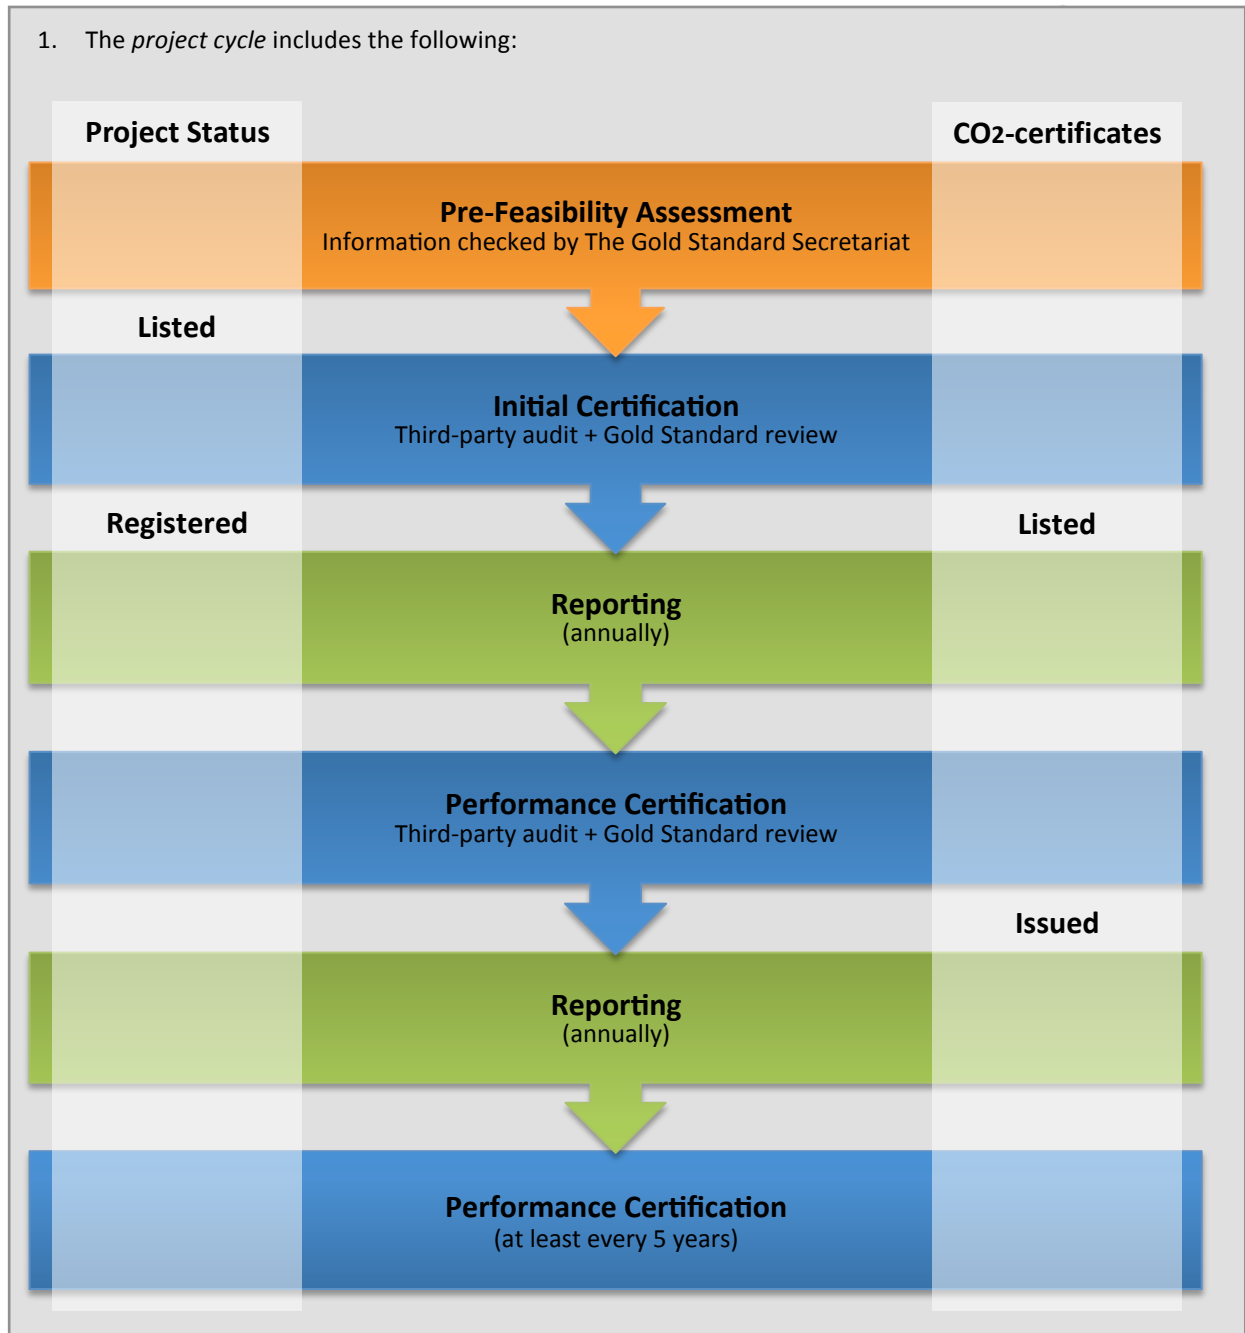 1. The project cycle includes the following:
Project Status
CO2-certificates
Pre-Feasibility Assessment
Information checked by The Gold Standard Secretariat
Listed
Initial Certification
Third-party audit + Gold Standard review
Registered
Listed
Reporting
(annually)
Performance Certification
Third-party audit + Gold Standard review
Issued
Reporting
(annually)
Performance Certification
(at least every 5 years)